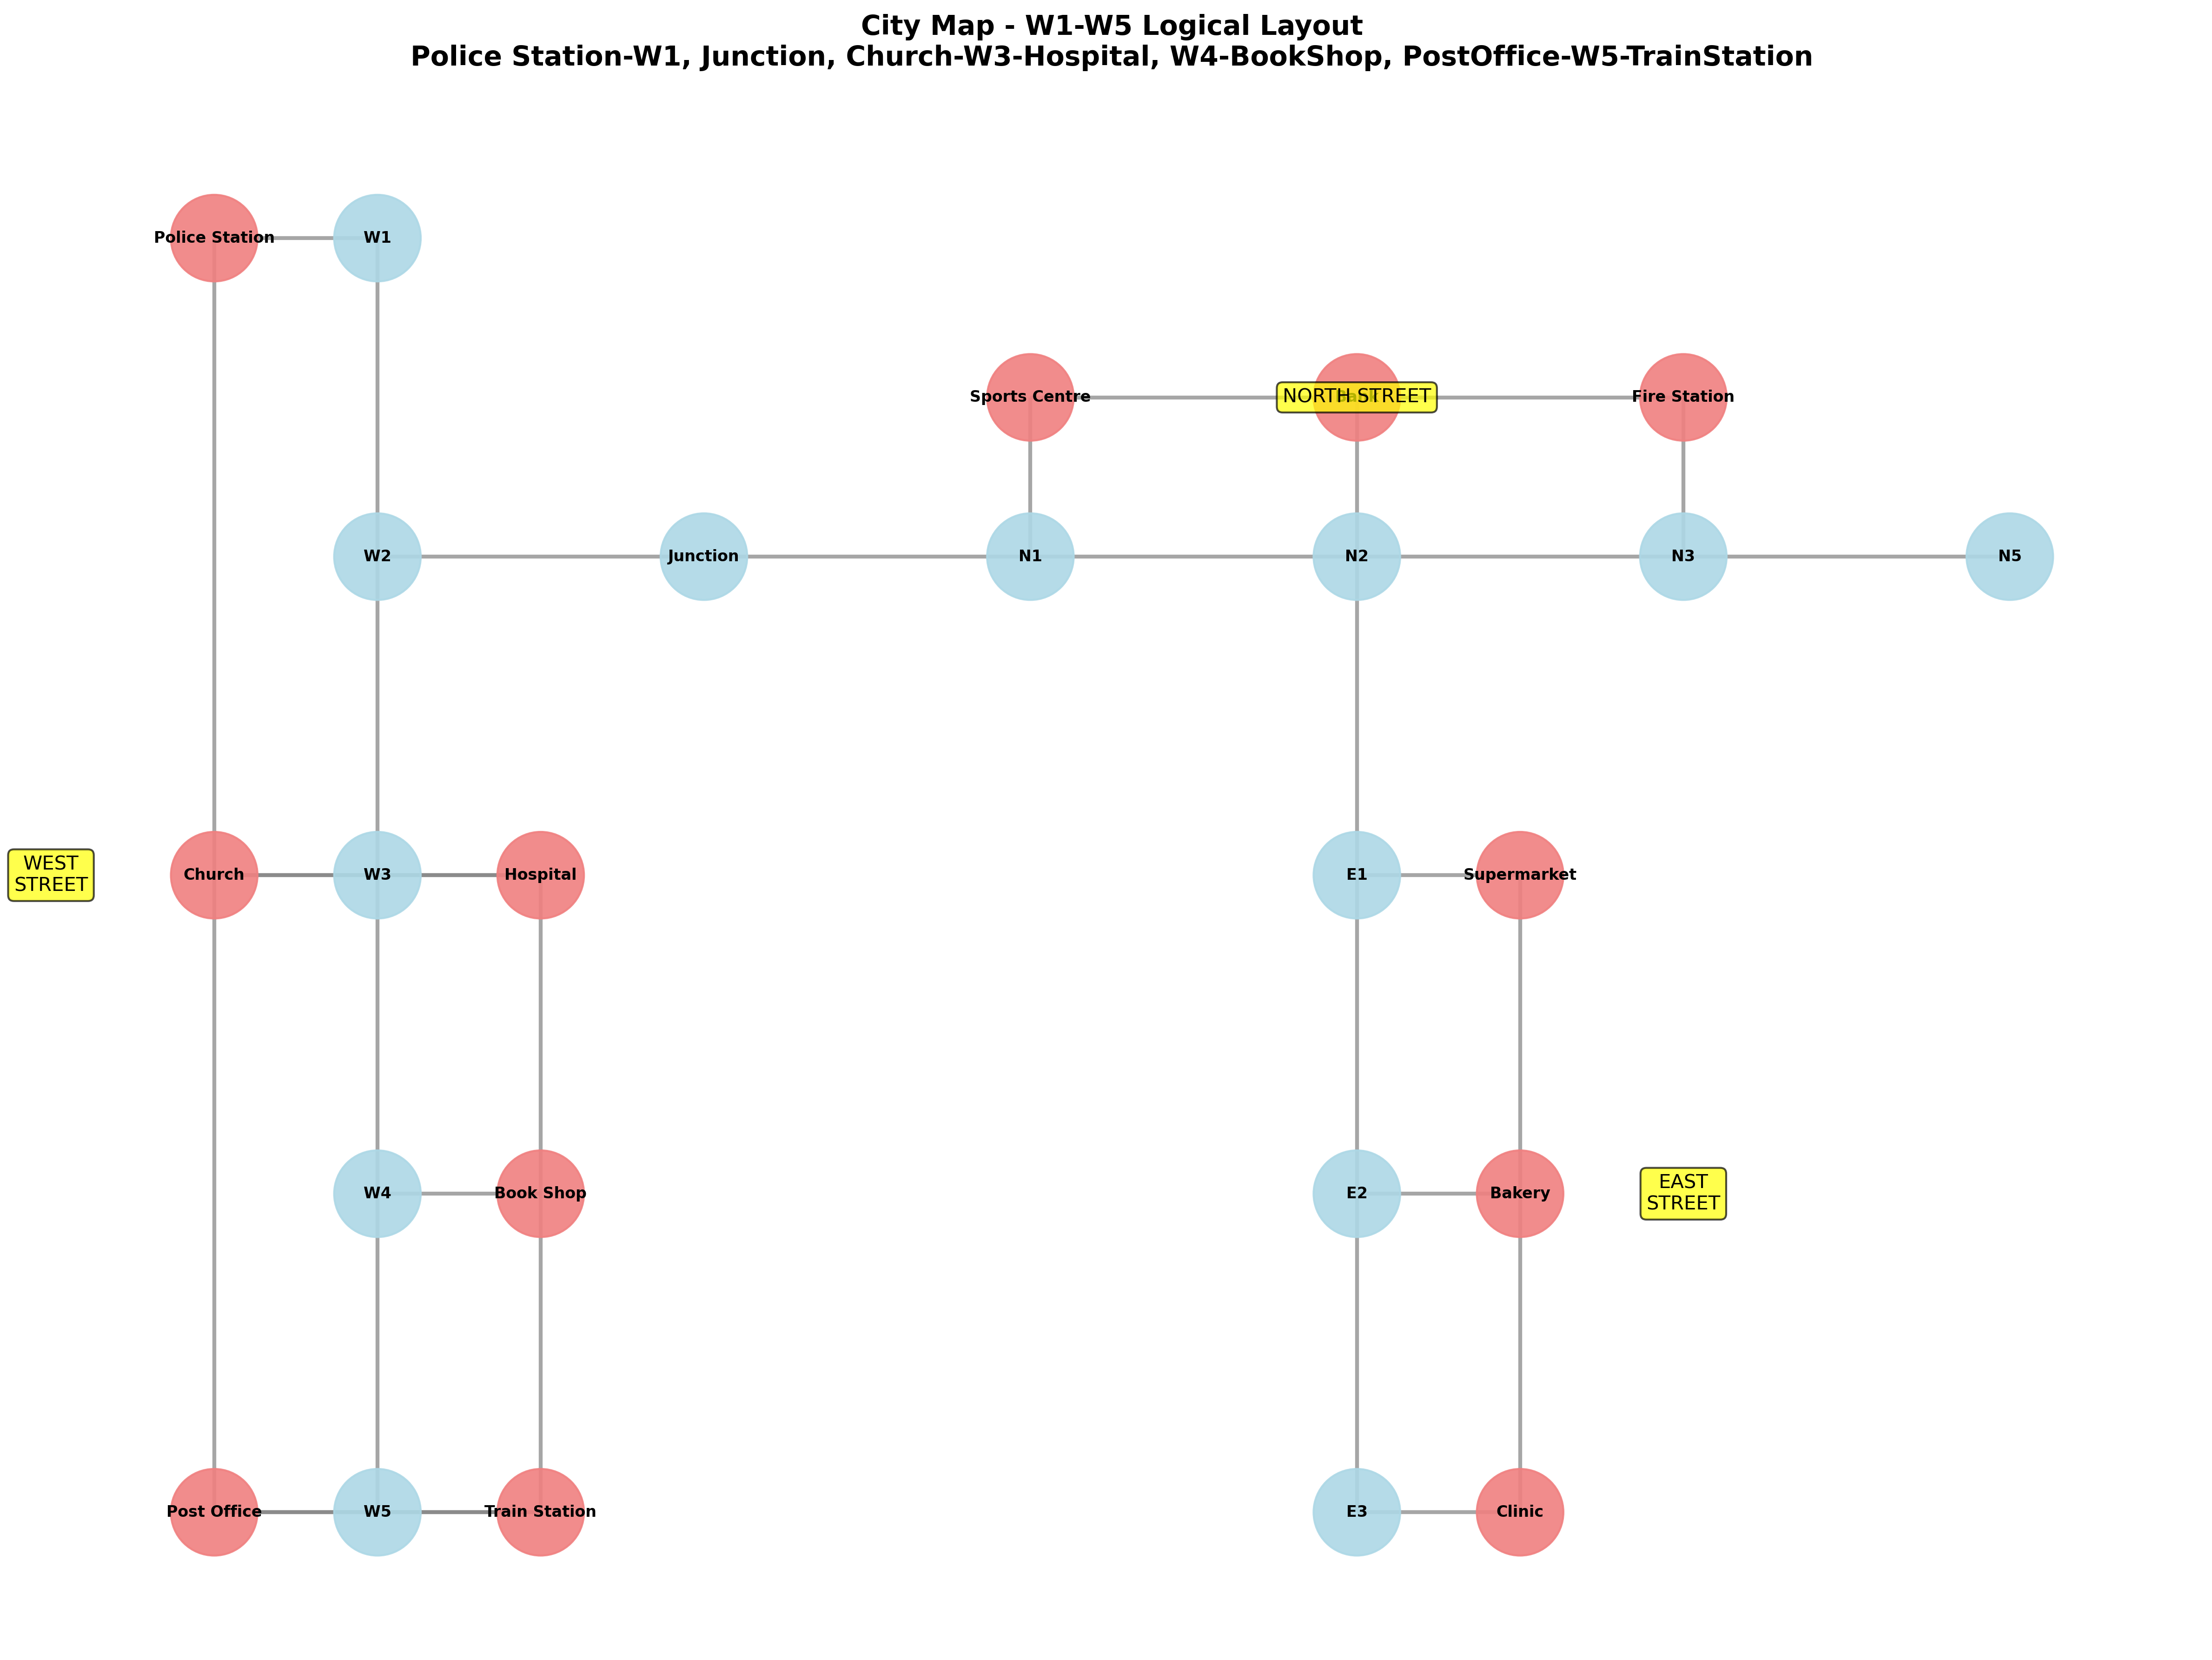 City Map - W1-W5 Logical Layout
Police Station-W1, Junction, Church-W3-Hospital, W4-BookShop, PostOffice-W5-TrainStation
Police Station
W1
Sports Centre
NORTH STREET
Fire Station
W2
Junction
N1
N2
N3
N5
WEST
STREET
Church
W3
Hospital
E1
Supermarket
W4
Book Shop
E2
Bakery
EAST
STREET
Post Office
W5
Train Station
E3
Clinic